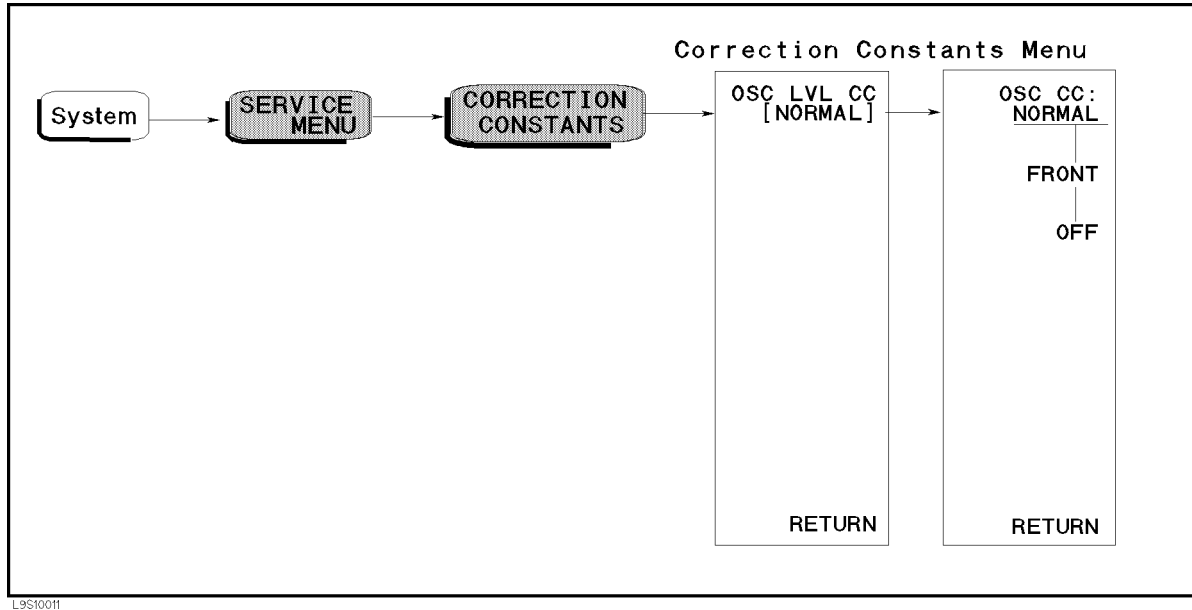 Correction Constants Menu
System
SERVICE
MENU
CORRECTION
CONSTANTS
OSC LVL CC
[NORMAL]
RETURN
OSC CC:
NORMAL
FRONT
OFF
RETURN
L9S10011